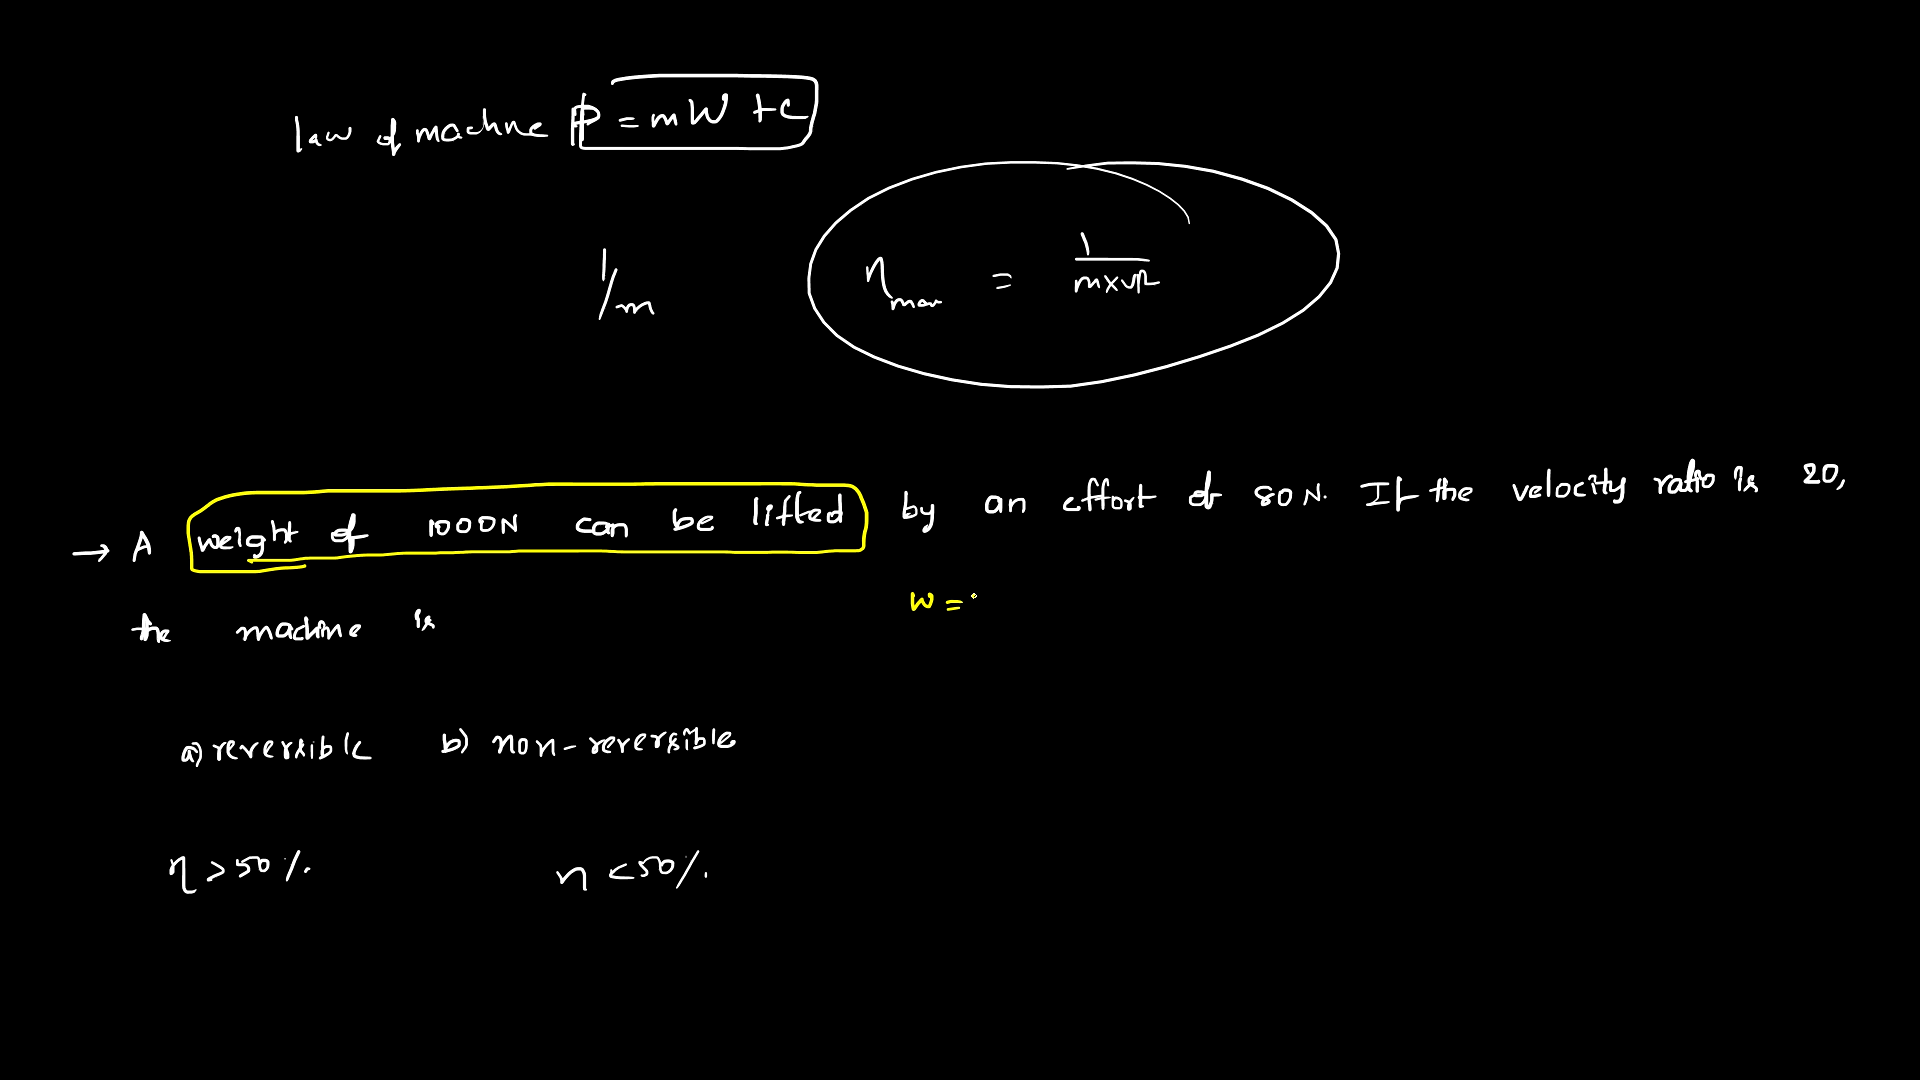 law of machine P = mW + C
1/m
η max = 1/m×VR
→ A weight of 1000N can be lifted by an effort of 80N. If the velocity ratio is 20,
the machine is
W =
a) reversible b) non-reversible
η > 50%. η < 50%.